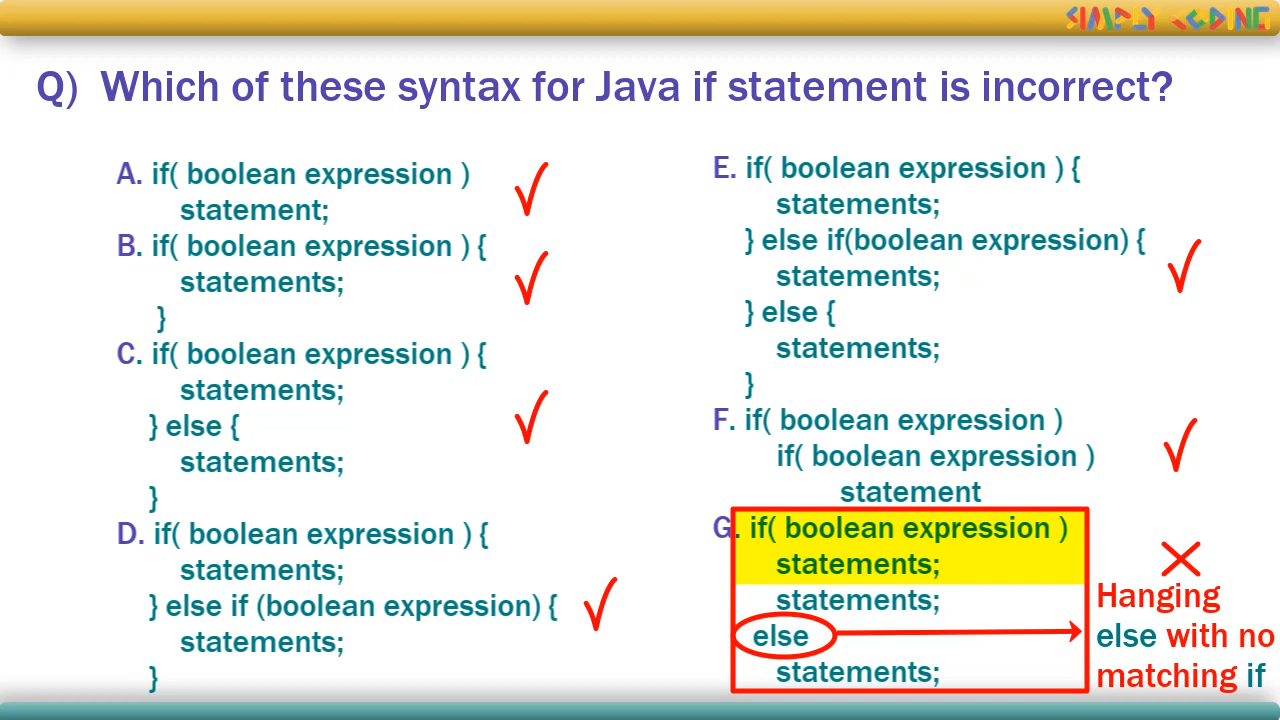 SIMPLY CODING
Q) Which of these syntax for Java if statement is incorrect?
A. if( boolean expression )
statement;
B. if( boolean expression ) {
statements;
}
C. if( boolean expression ) {
statements;
} else {
statements;
}
D. if( boolean expression ) {
statements;
} else if (boolean expression) {
statements;
}
E. if( boolean expression ) {
statements;
} else if(boolean expression) {
statements;
} else {
statements;
}
F. if( boolean expression )
if( boolean expression )
statement
G. if( boolean expression )
statements;
statements;
else
statements;
Hanging
else with no
matching if